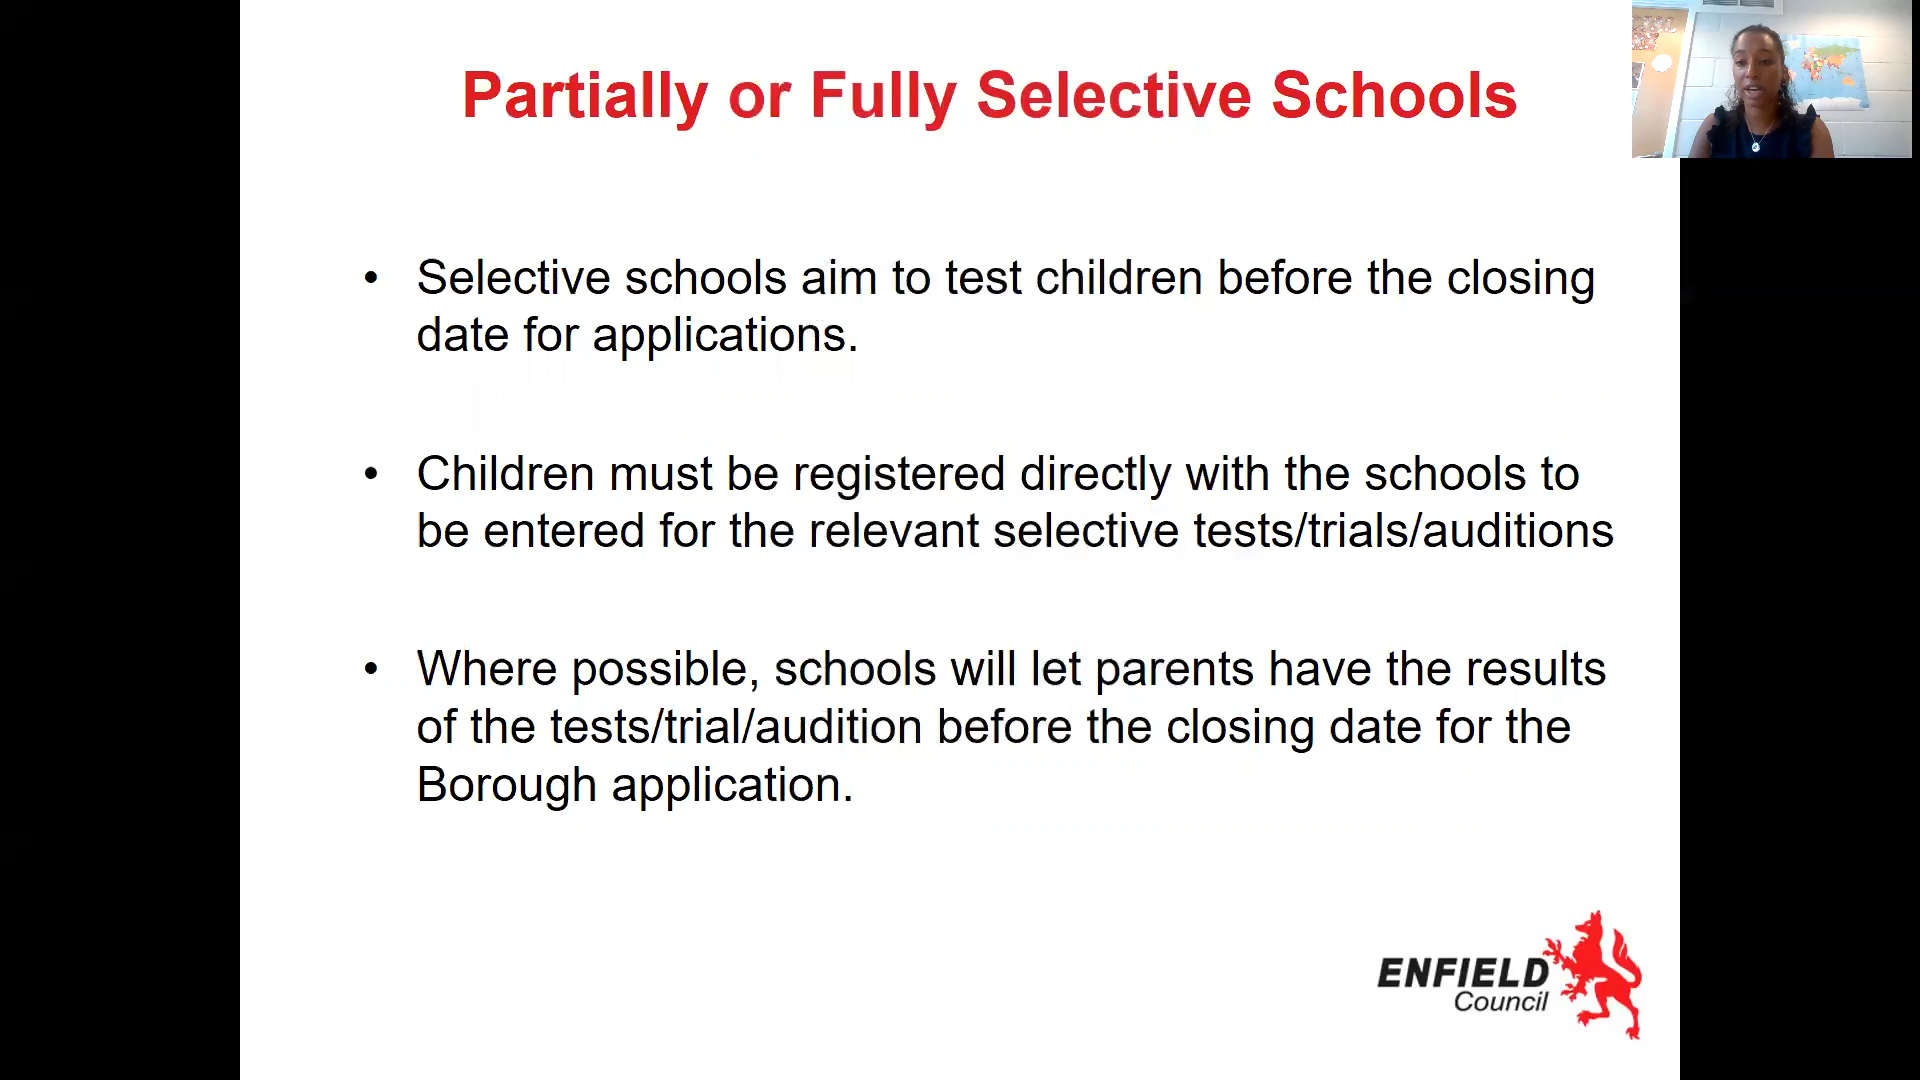 Partially or Fully Selective Schools
• Selective schools aim to test children before the closing
date for applications.
• Children must be registered directly with the schools to
be entered for the relevant selective tests/trials/auditions
• Where possible, schools will let parents have the results
of the tests/trial/audition before the closing date for the
Borough application.
ENFIELD
Council